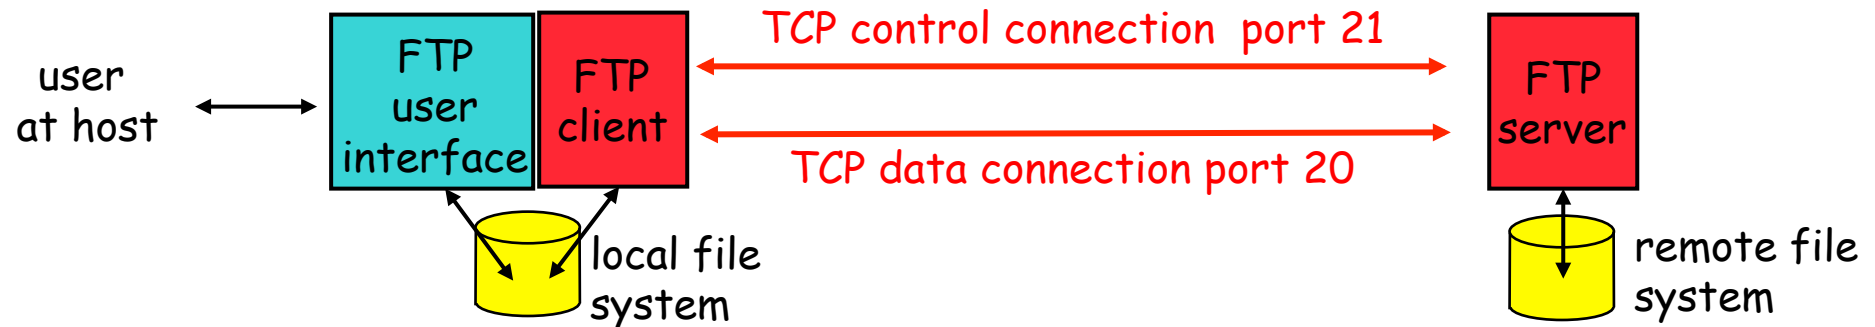 user
at host
FTP
user
interface
FTP
client
TCP control connection port 21
TCP data connection port 20
FTP
server
local file
system
remote file
system